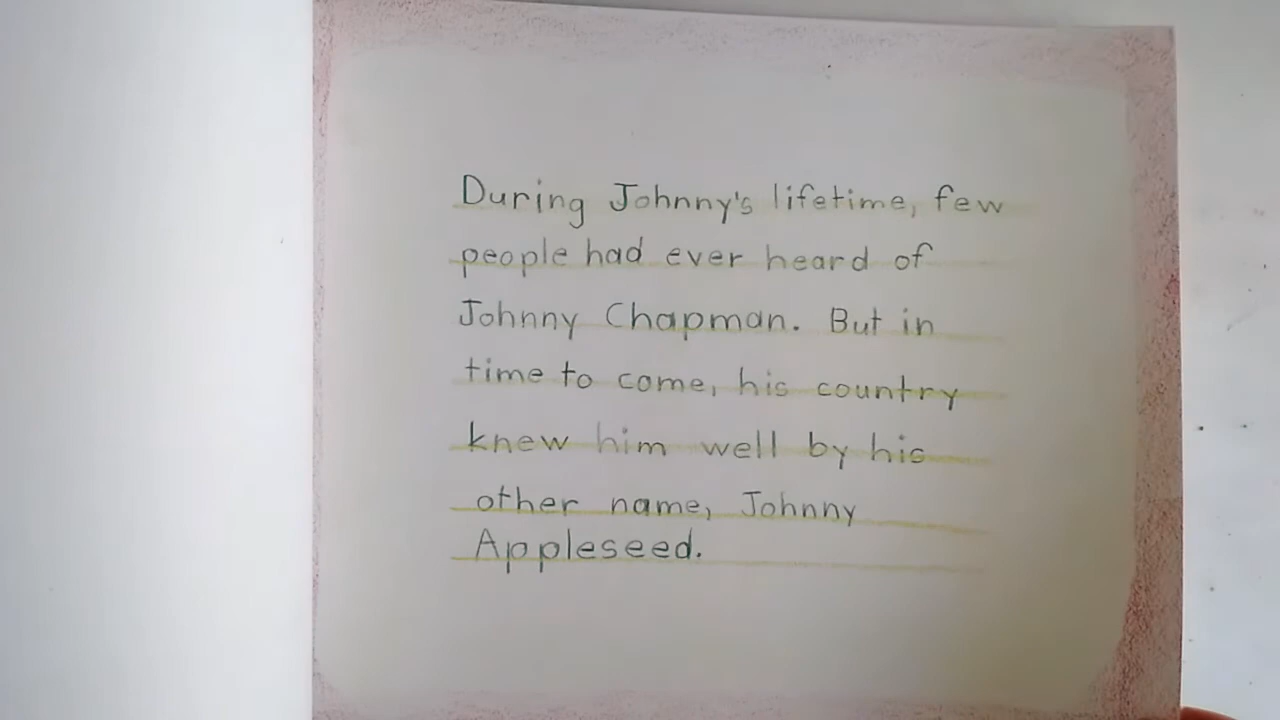 During Johnny's lifetime, few
people had ever heard of
Johnny Chapman. But in
time to come, his country
knew him well by his
other name, Johnny
Appleseed.